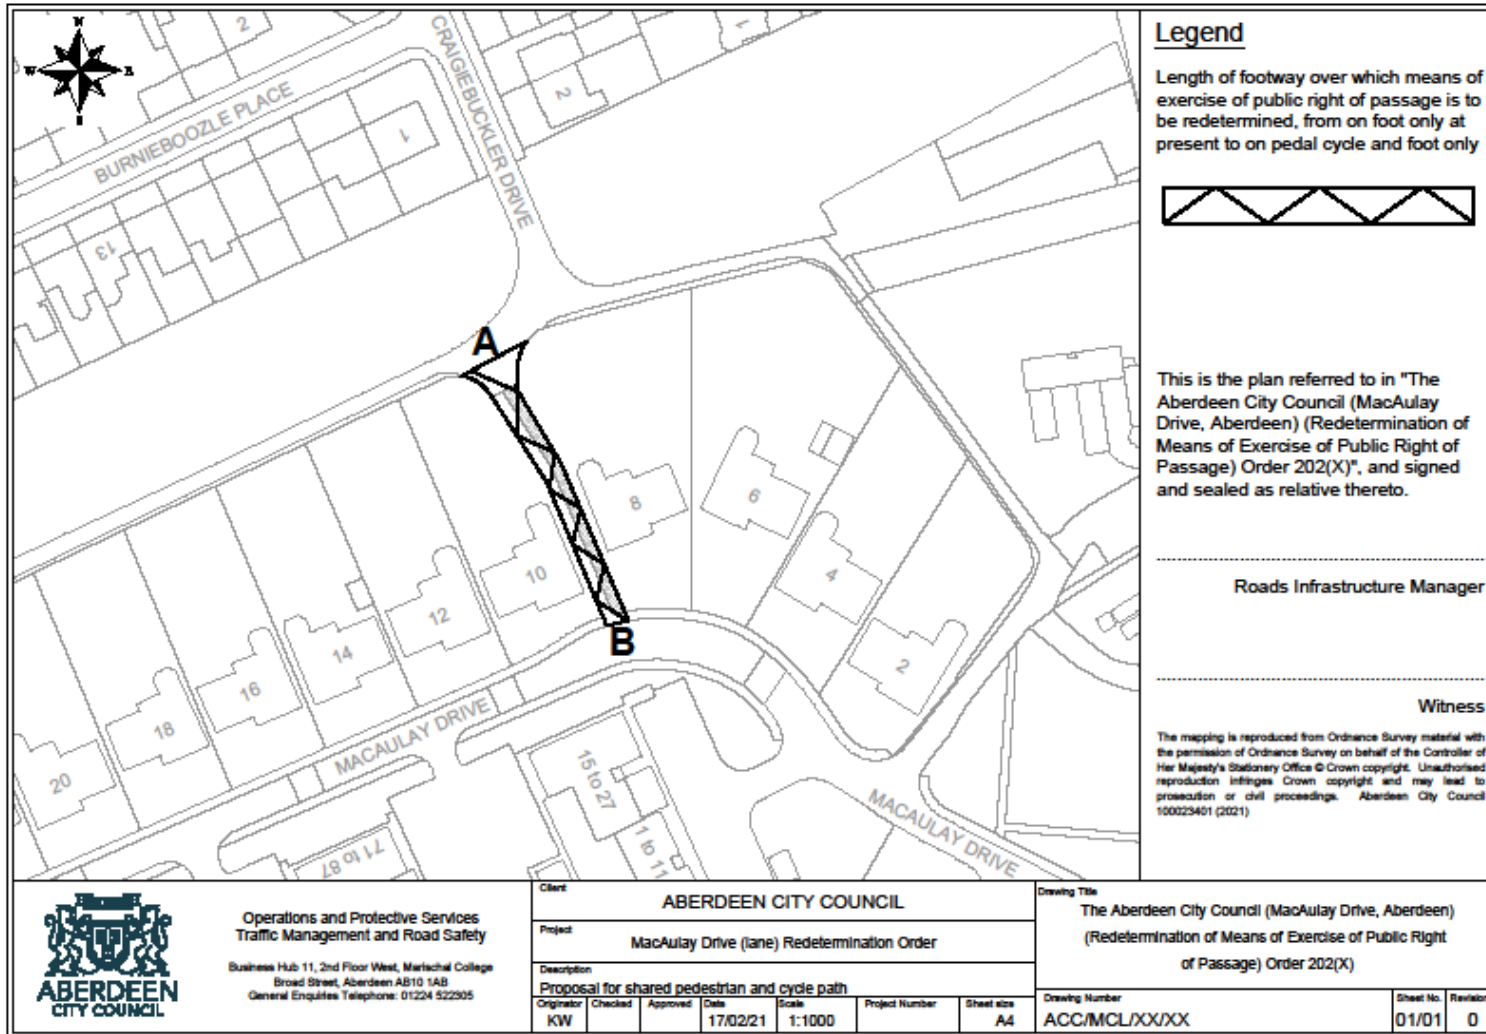 N
W
E
S
BURNIEBOOZLE PLACE
CRAIGIEBUCKLER DRIVE
2
1
2
1
13
A
B
8
6
4
2
10
12
14
16
18
20
MACAULAY DRIVE
15 to 27
1 to 11
71 to 87
MACAULAY DRIVE
Legend
Length of footway over which means of
exercise of public right of passage is to
be redetermined, from on foot only at
present to on pedal cycle and foot only
This is the plan referred to in "The
Aberdeen City Council (MacAulay
Drive, Aberdeen) (Redetermination of
Means of Exercise of Public Right of
Passage) Order 202(X)", and signed
and sealed as relative thereto.
Roads Infrastructure Manager
Witness
The mapping is reproduced from Ordnance Survey material with
the permission of Ordnance Survey on behalf of the Controller of
Her Majesty's Stationery Office © Crown copyright. Unauthorised
reproduction infringes Crown copyright and may lead to
prosecution or civil proceedings. Aberdeen City Council
100023401 (2021)
ABERDEEN
CITY COUNCIL
Operations and Protective Services
Traffic Management and Road Safety
Business Hub 11, 2nd Floor West, Marischal College
Broad Street, Aberdeen AB10 1AB
General Enquiries Telephone: 01224 522305
Client
ABERDEEN CITY COUNCIL
Project
MacAulay Drive (lane) Redetermination Order
Description
Proposal for shared pedestrian and cycle path
Originator Checked Approved Date Scale Project Number Sheet size
KW 17/02/21 1:1000 A4
Drawing Title
The Aberdeen City Council (MacAulay Drive, Aberdeen)
(Redetermination of Means of Exercise of Public Right
of Passage) Order 202(X)
Drawing Number Sheet No. Revision
ACC/MCL/XX/XX 01/01 0